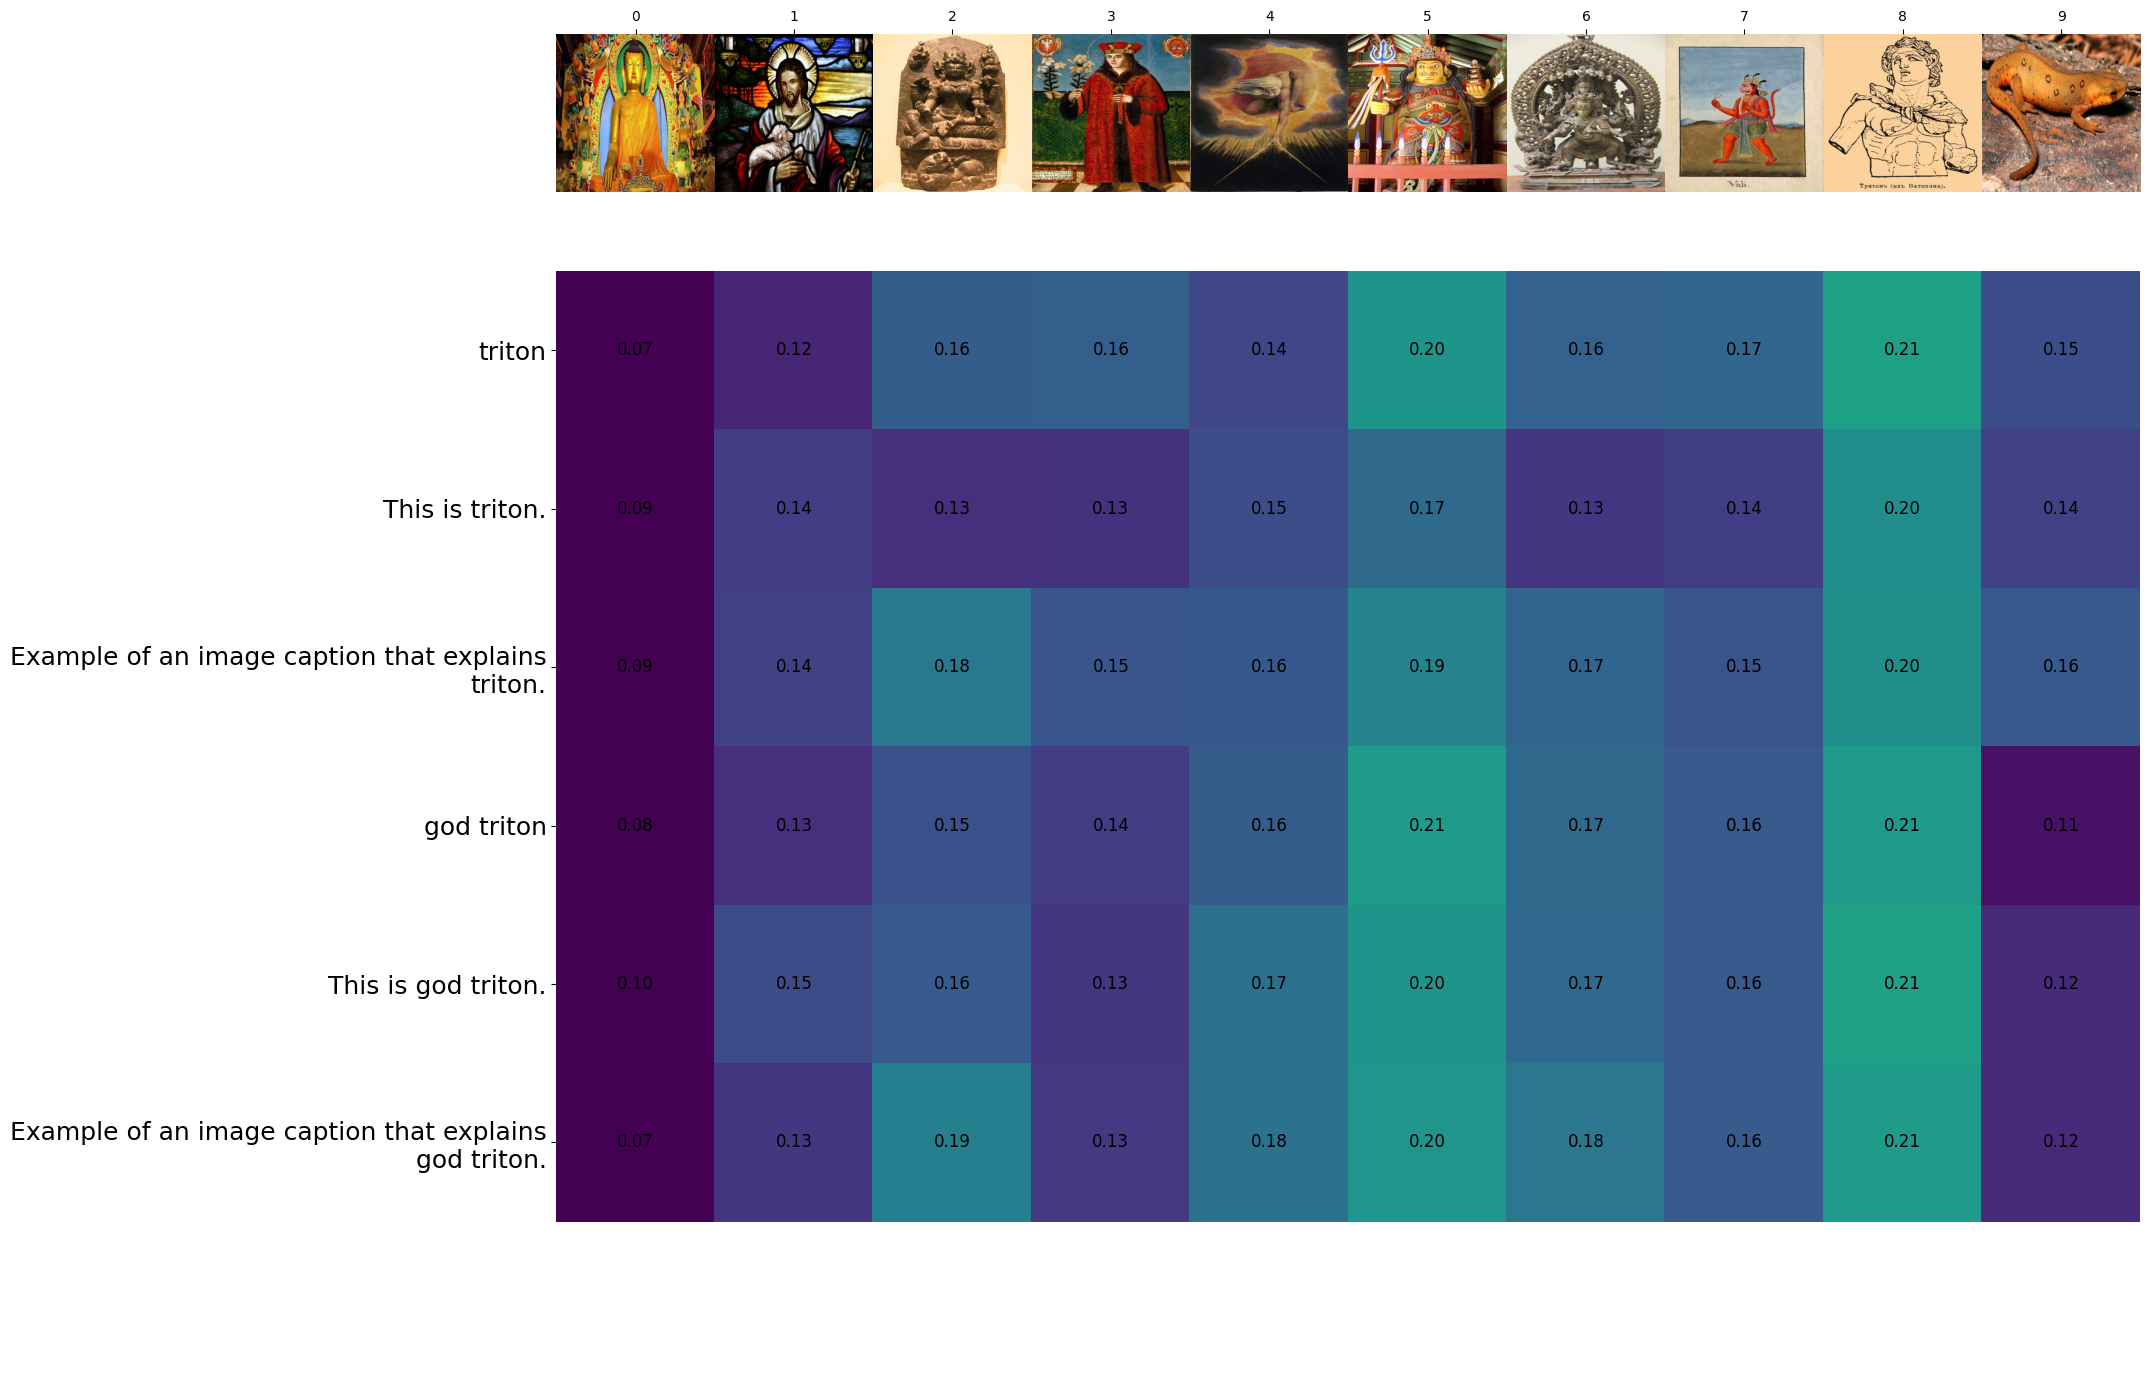 0 1 2 3 4 5 6 7 8 9
Vali.
Тритонъ (изъ Ватикана).
triton 0.07 0.12 0.16 0.16 0.14 0.20 0.16 0.17 0.21 0.15
This is triton. 0.09 0.14 0.13 0.13 0.15 0.17 0.13 0.14 0.20 0.14
Example of an image caption that explains
triton. 0.09 0.14 0.18 0.15 0.16 0.19 0.17 0.15 0.20 0.16
god triton 0.08 0.13 0.15 0.14 0.16 0.21 0.17 0.16 0.21 0.11
This is god triton. 0.10 0.15 0.16 0.13 0.17 0.20 0.17 0.16 0.21 0.12
Example of an image caption that explains
god triton. 0.07 0.13 0.19 0.13 0.18 0.20 0.18 0.16 0.21 0.12